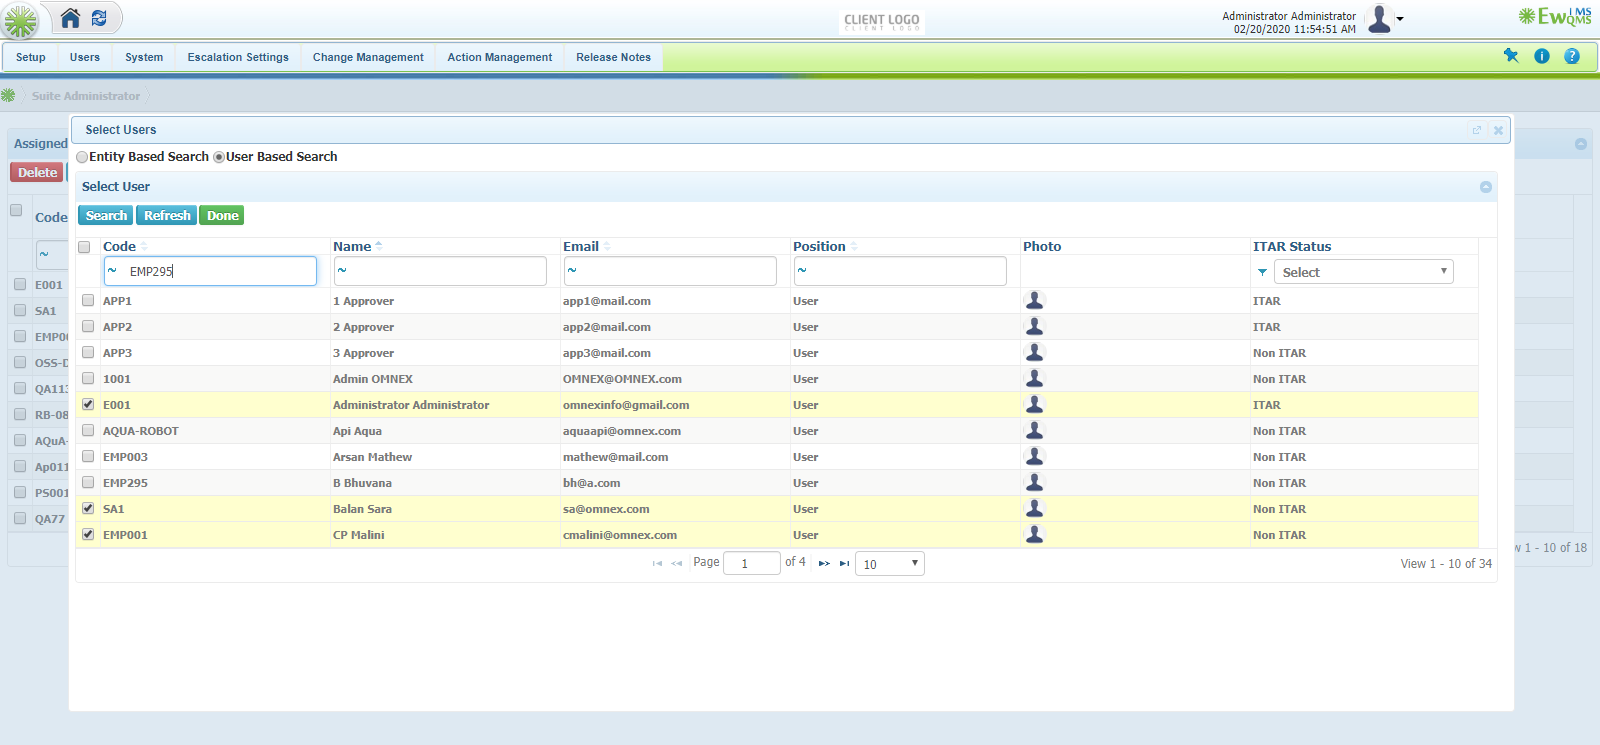 CLIENT LOGO
CLIENT LOGO
Administrator Administrator
02/20/2020 11:54:51 AM
EwQMS
IMS
Setup Users System Escalation Settings Change Management Action Management Release Notes
Suite Administrator
Assigned
Select Users
Entity Based Search User Based Search
Delete
Select User
Search Refresh Done
Code
Code Name Email Position Photo ITAR Status
~
~ EMP295 ~ ~ ~ Select
E001
SA1
EMP00
OSS-D
QA113
RB-08
AQuA-
Ap011
PS001
QA77
APP1 1 Approver app1@mail.com User ITAR
APP2 2 Approver app2@mail.com User ITAR
APP3 3 Approver app3@mail.com User Non ITAR
1001 Admin OMNEX OMNEX@OMNEX.com User Non ITAR
E001 Administrator Administrator omnexinfo@gmail.com User ITAR
AQUA-ROBOT Api Aqua aquaapi@omnex.com User Non ITAR
EMP003 Arsan Mathew mathew@mail.com User Non ITAR
EMP295 B Bhuvana bh@a.com User Non ITAR
SA1 Balan Sara sa@omnex.com User Non ITAR
EMP001 CP Malini cmalini@omnex.com User Non ITAR
Page 1 of 4 10 View 1 - 10 of 34
w 1 - 10 of 18